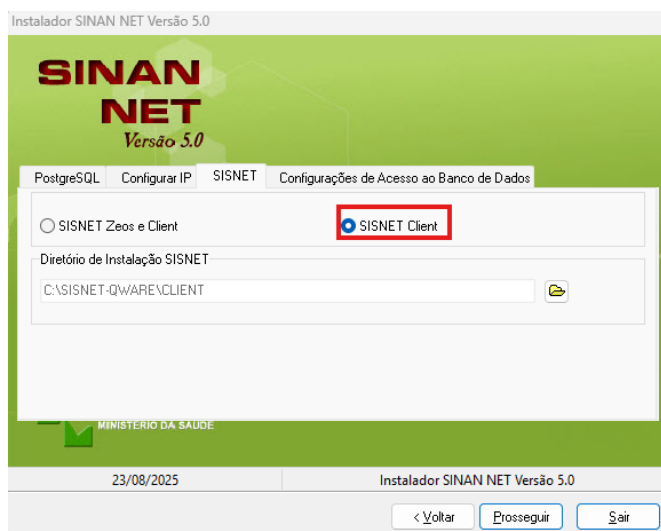 Instalador SINAN NET Versão 5.0
SINAN
NET
Versão 5.0
PostgreSQL Configurar IP SISNET Configurações de Acesso ao Banco de Dados
SISNET Zeos e Client SISNET Client
Diretório de Instalação SISNET
C:\SISNET-QWARE\CLIENT
MINISTÉRIO DA SAÚDE
23/08/2025 Instalador SINAN NET Versão 5.0
< Voltar Prosseguir Sair